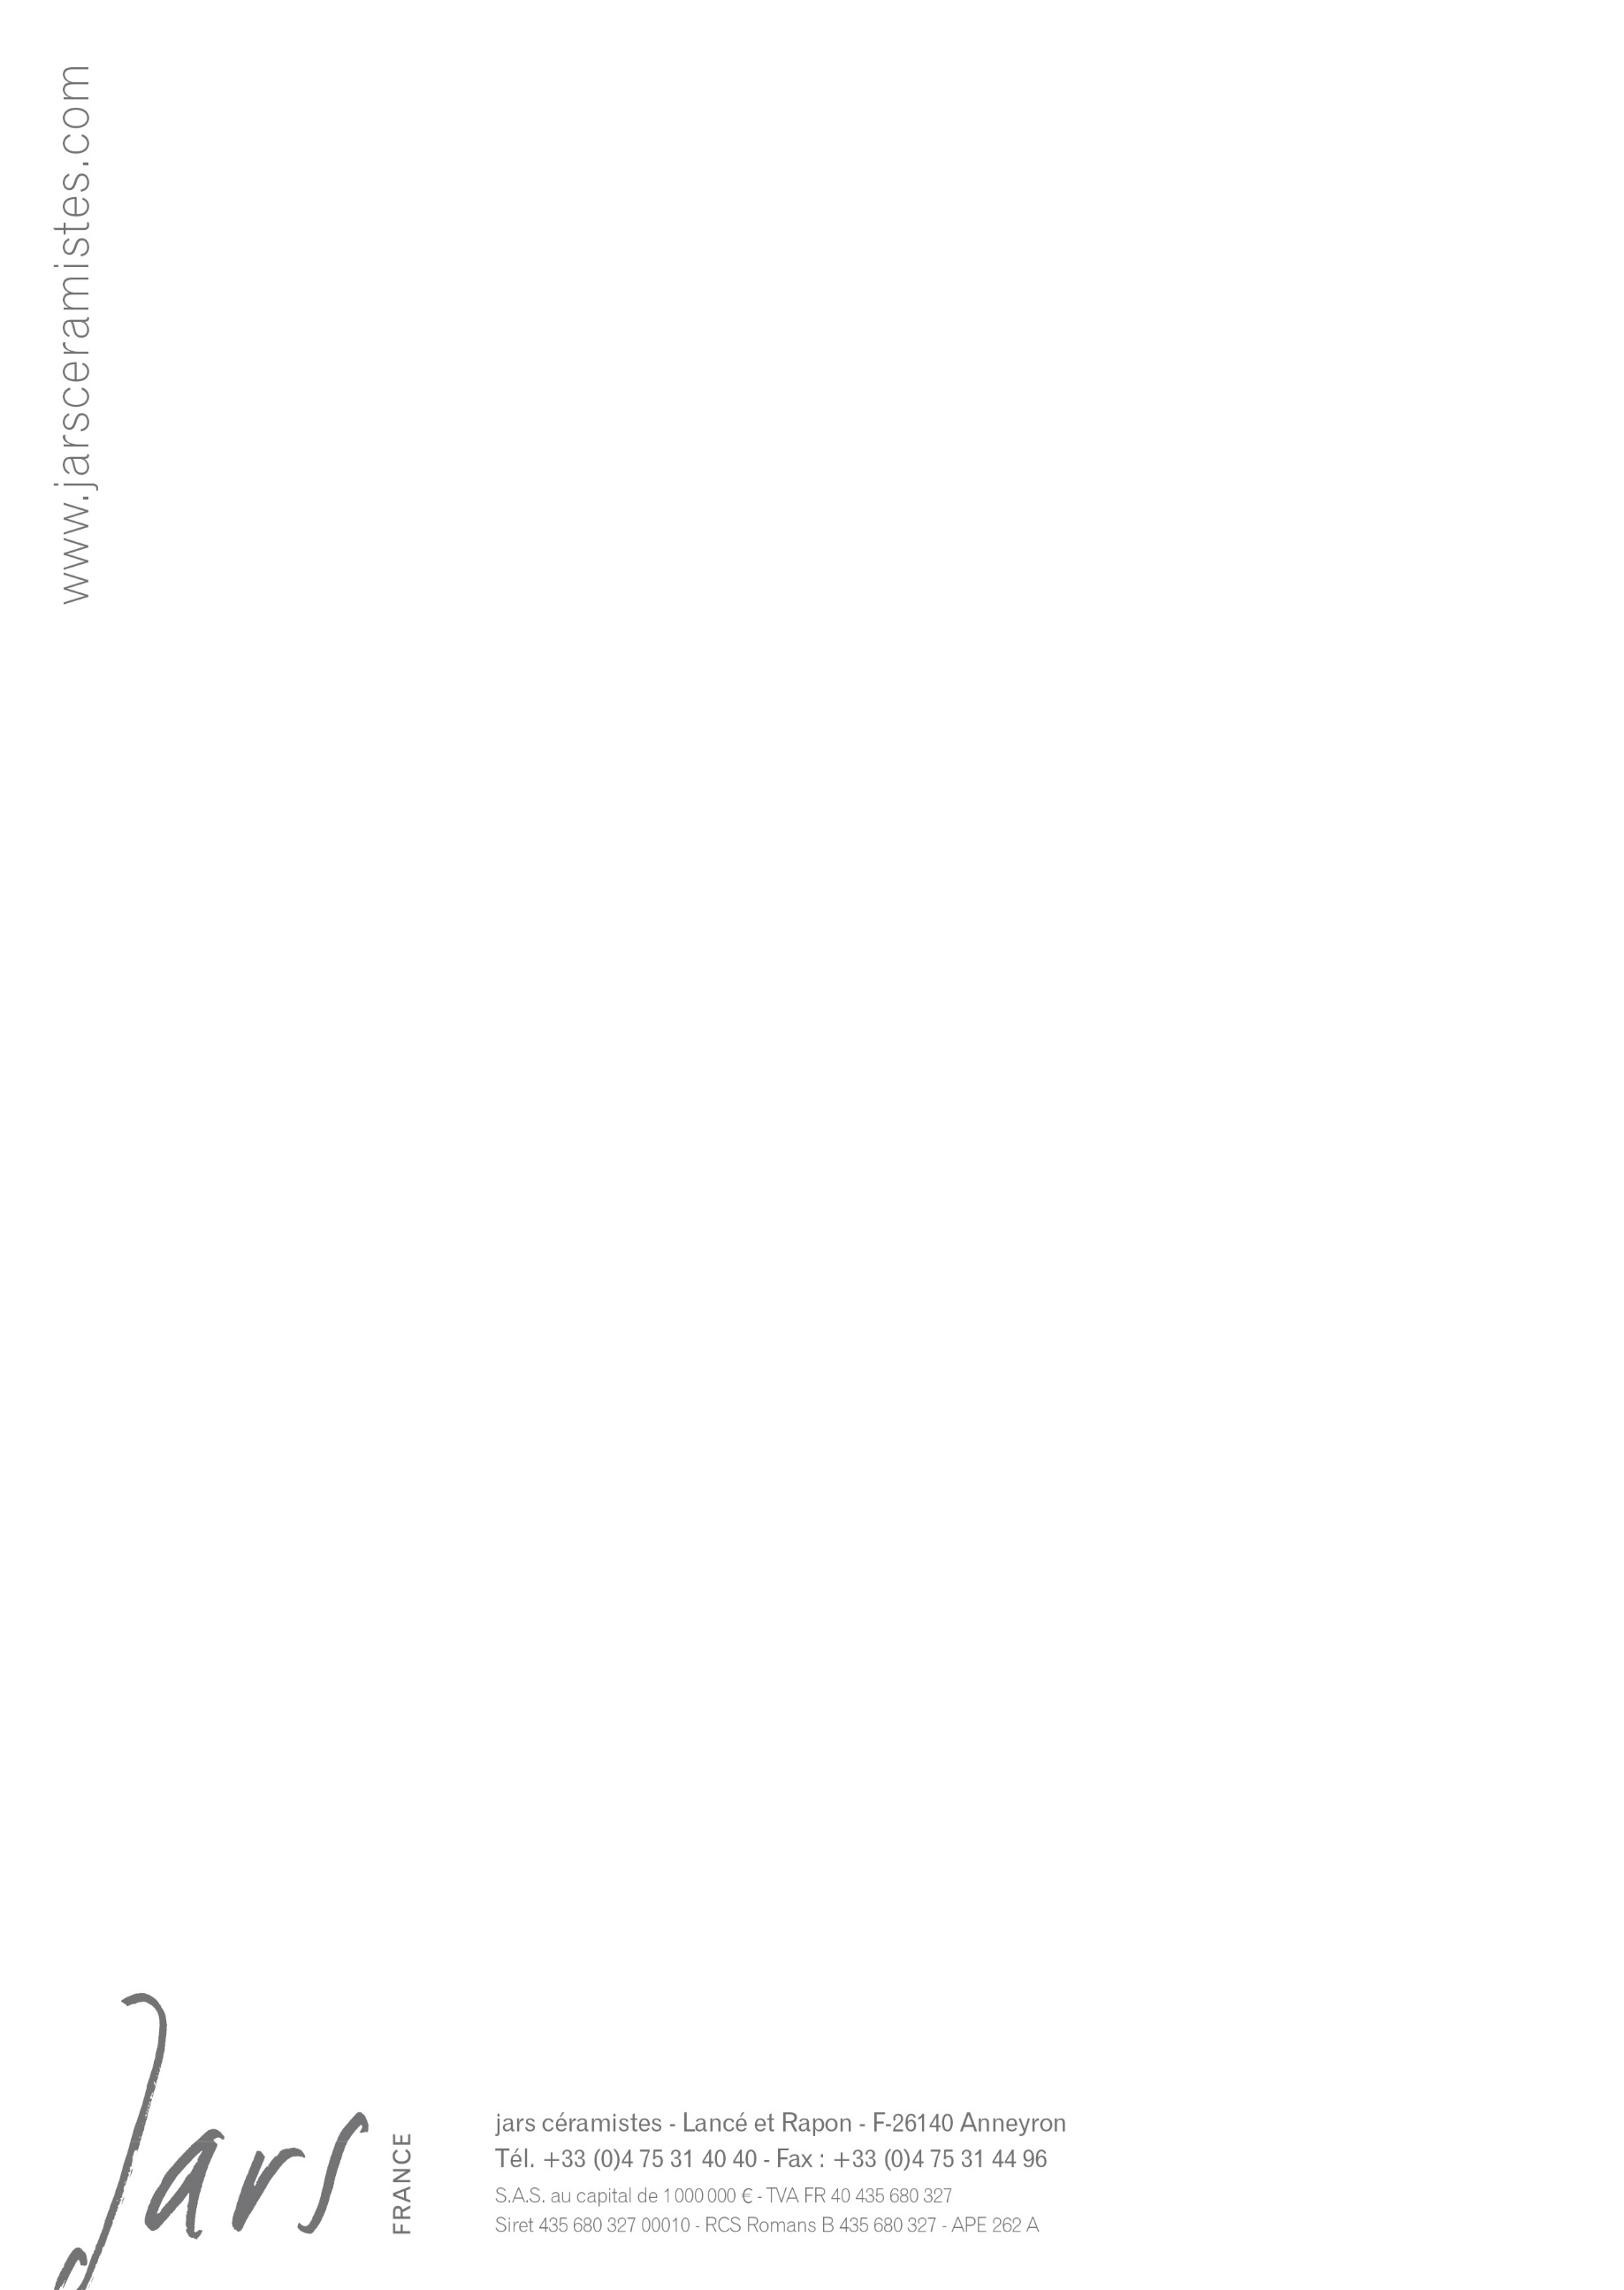 www.jarsceramistes.com
Jars
FRANCE
jars céramistes - Lancé et Rapon - F-26140 Anneyron
Tél. +33 (0)4 75 31 40 40 - Fax : +33 (0)4 75 31 44 96
S.A.S. au capital de 1 000 000 € - TVA FR 40 435 680 327
Siret 435 680 327 00010 - RCS Romans B 435 680 327 - APE 262 A